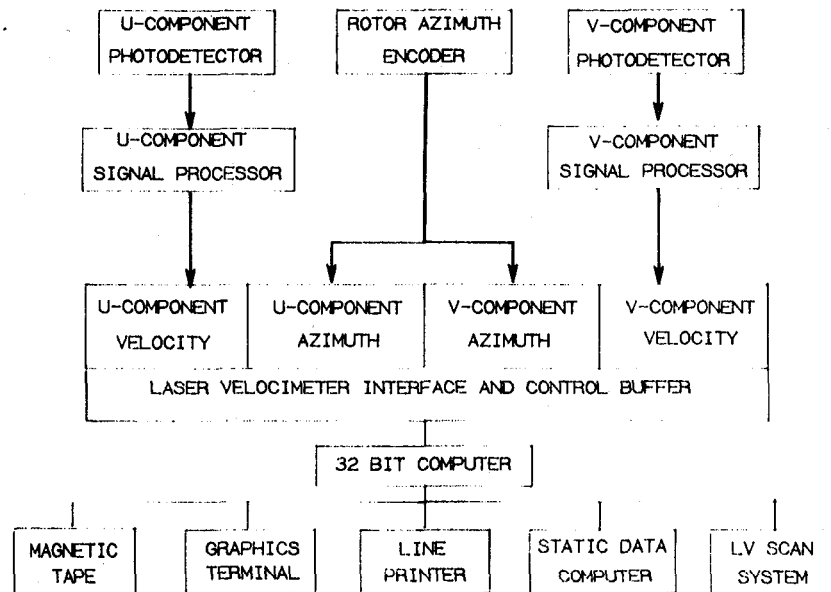 U-COMPONENT
PHOTODETECTOR
ROTOR AZIMUTH
ENCODER
V-COMPONENT
PHOTODETECTOR
U-COMPONENT
SIGNAL PROCESSOR
V-COMPONENT
SIGNAL PROCESSOR
U-COMPONENT
VELOCITY
U-COMPONENT
AZIMUTH
V-COMPONENT
AZIMUTH
V-COMPONENT
VELOCITY
LASER VELOCIMETER INTERFACE AND CONTROL BUFFER
32 BIT COMPUTER
MAGNETIC
TAPE
GRAPHICS
TERMINAL
LINE
PRINTER
STATIC DATA
COMPUTER
LV SCAN
SYSTEM